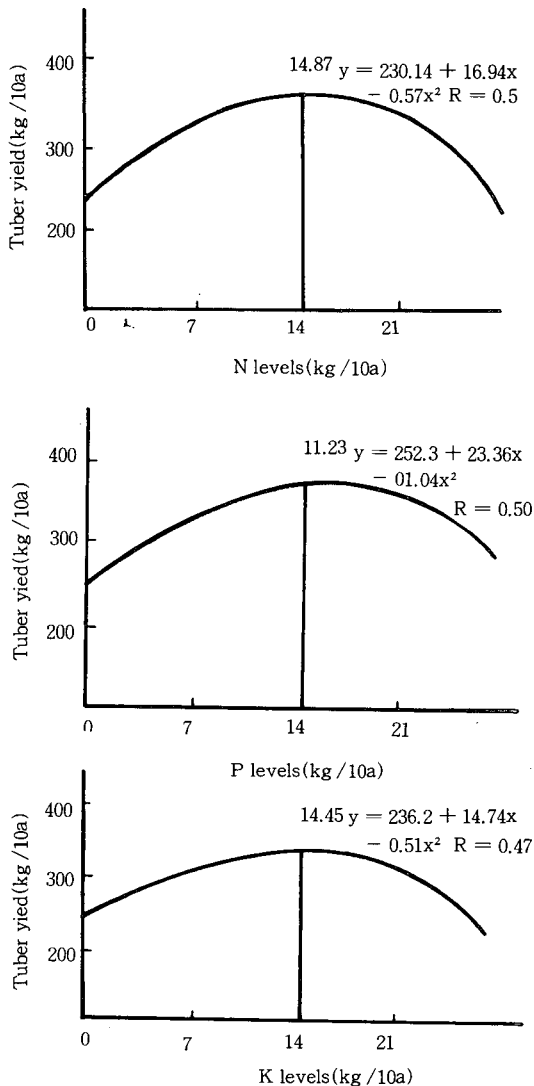 400
300
200
Tuber yield(kg/10a)
14.87 y = 230.14 + 16.94x
− 0.57x² R = 0.5
0 7 14 21
N levels(kg/10a)
400
300
200
Tuber yied(kg/10a)
11.23 y = 252.3 + 23.36x
− 01.04x²
R = 0.50
0 7 14 21
P levels(kg/10a)
400
300
200
Tuber yied(kg/10a)
14.45 y = 236.2 + 14.74x
− 0.51x² R = 0.47
0 7 14 21
K levels(kg/10a)